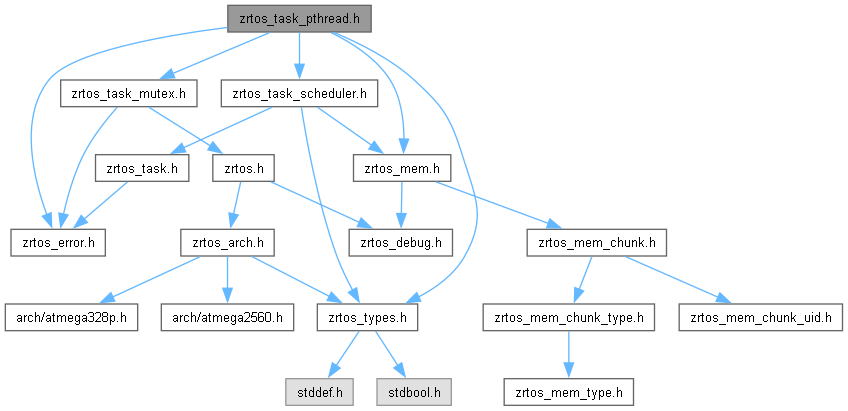 zrtos_task_pthread.h
zrtos_task_mutex.h
zrtos_task_scheduler.h
zrtos_task.h
zrtos.h
zrtos_mem.h
zrtos_error.h
zrtos_arch.h
zrtos_debug.h
zrtos_mem_chunk.h
arch/atmega328p.h
arch/atmega2560.h
zrtos_types.h
zrtos_mem_chunk_type.h
zrtos_mem_chunk_uid.h
stddef.h
stdbool.h
zrtos_mem_type.h